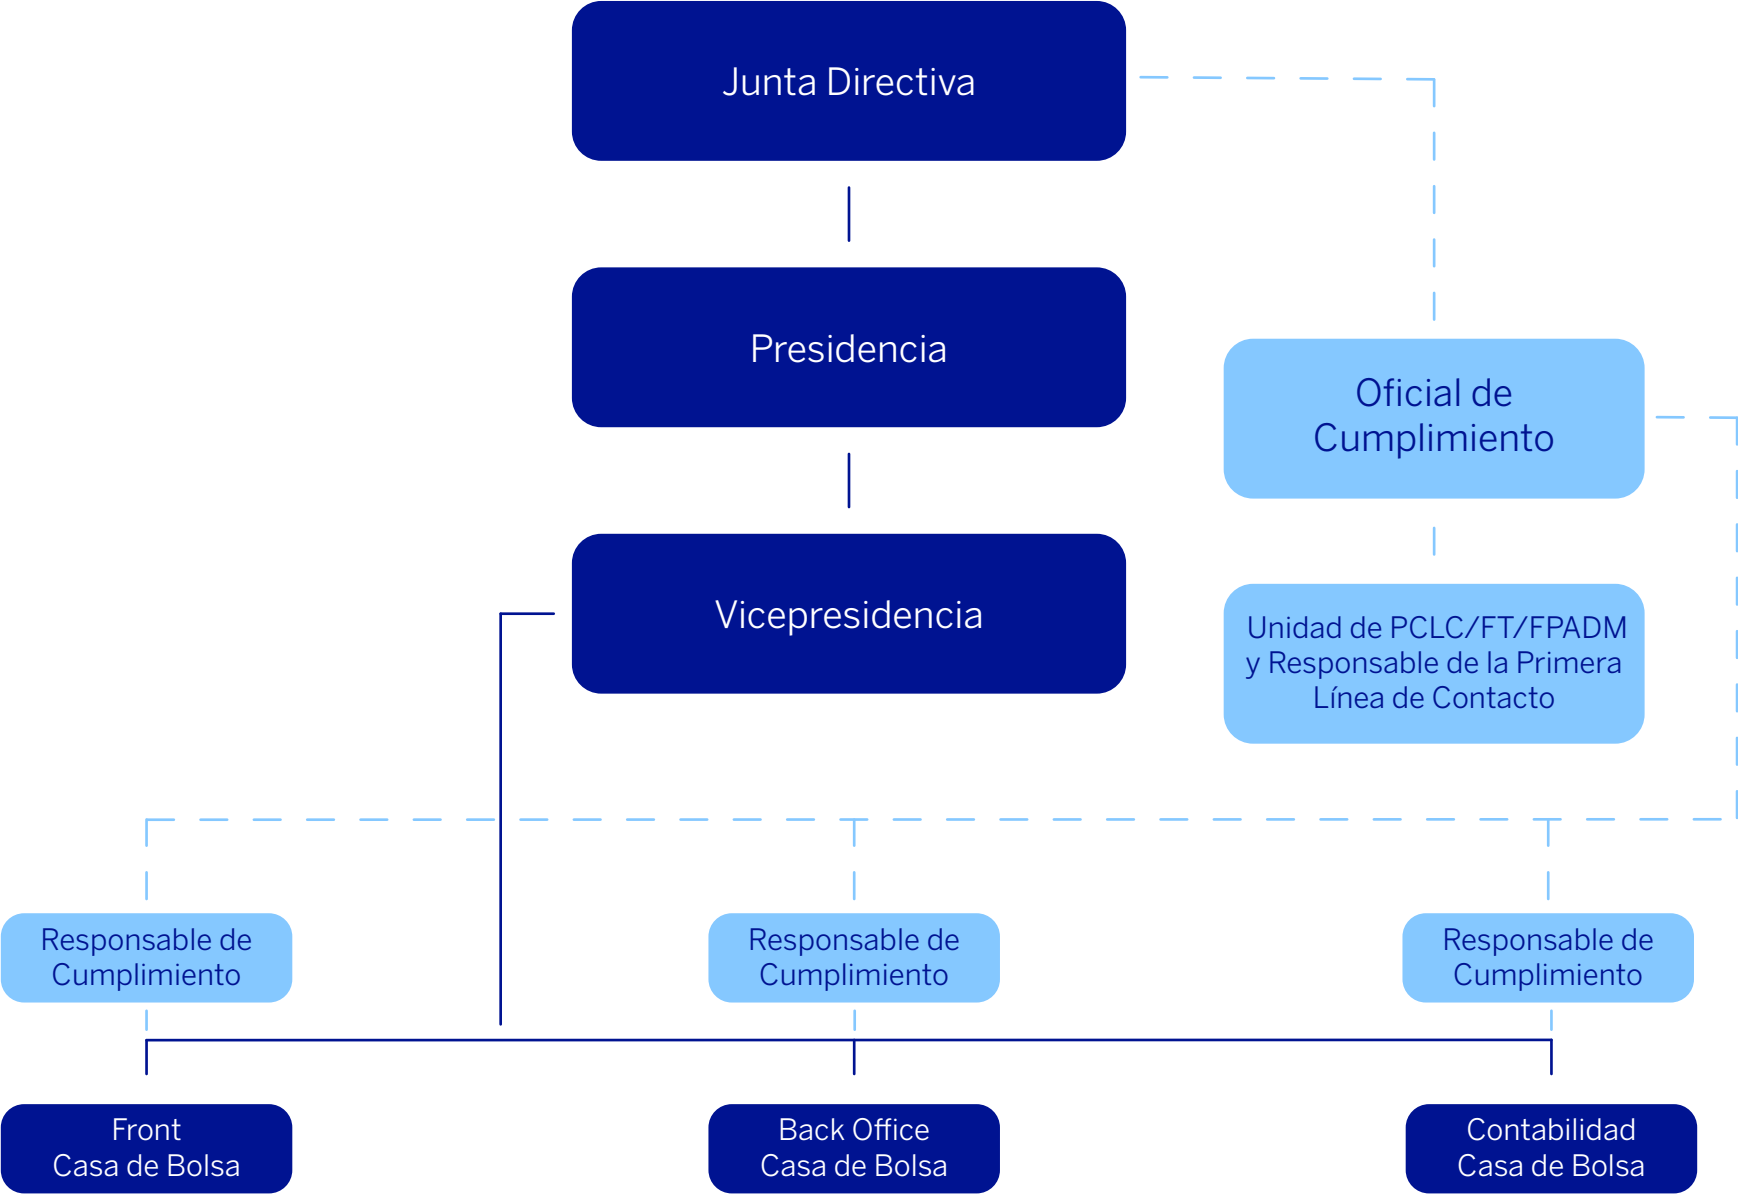 Junta Directiva
Presidencia
Oficial de
Cumplimiento
Vicepresidencia
Unidad de PCLC/FT/FPADM
y Responsable de la Primera
Línea de Contacto
Responsable de
Cumplimiento
Responsable de
Cumplimiento
Responsable de
Cumplimiento
Front
Casa de Bolsa
Back Office
Casa de Bolsa
Contabilidad
Casa de Bolsa